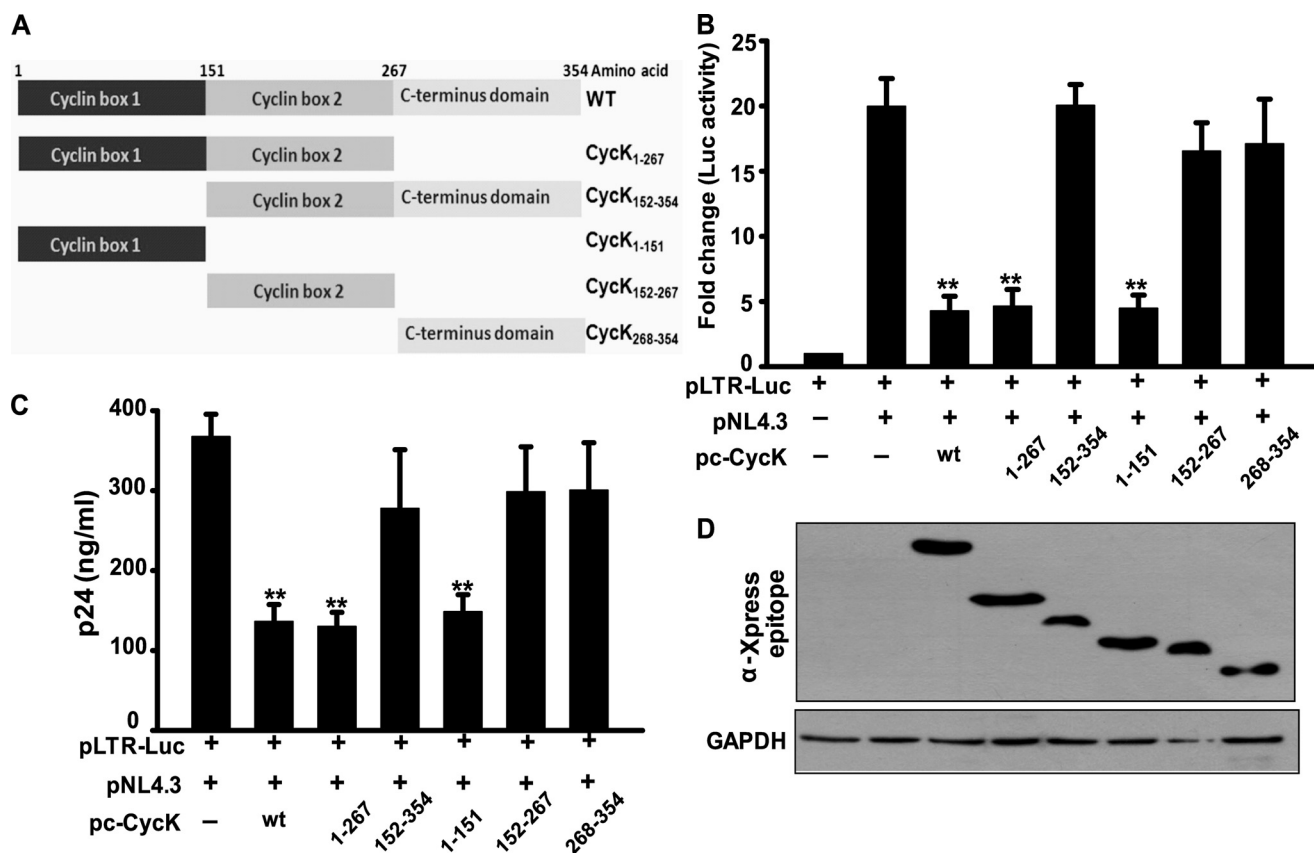 A
1 151 267 354 Amino acid
Cyclin box 1 Cyclin box 2 C-terminus domain WT
Cyclin box 1 Cyclin box 2 CycK1-267
Cyclin box 2 C-terminus domain CycK152-354
Cyclin box 1 CycK1-151
Cyclin box 2 CycK152-267
C-terminus domain CycK268-354
B
Fold change (Luc activity)
25
20
15
10
5
0
** ** **
pLTR-Luc + + + + + + + +
pNL4.3 – + + + + + + +
pc-CycK – – wt 1-267 152-354 1-151 152-267 268-354
C
p24 (ng/ml)
400
300
200
100
0
** ** **
pLTR-Luc + + + + + + +
pNL4.3 + + + + + + +
pc-CycK – wt 1-267 152-354 1-151 152-267 268-354
D
α-Xpress
epitope
GAPDH